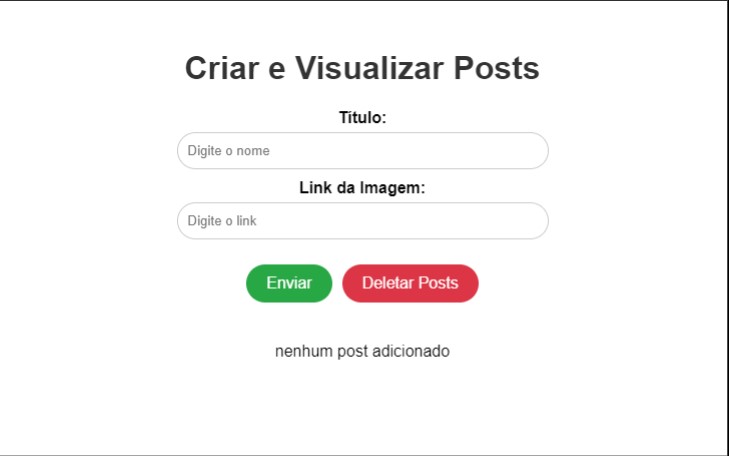 Criar e Visualizar Posts
Título:
Digite o nome
Link da Imagem:
Digite o link
Enviar Deletar Posts
nenhum post adicionado